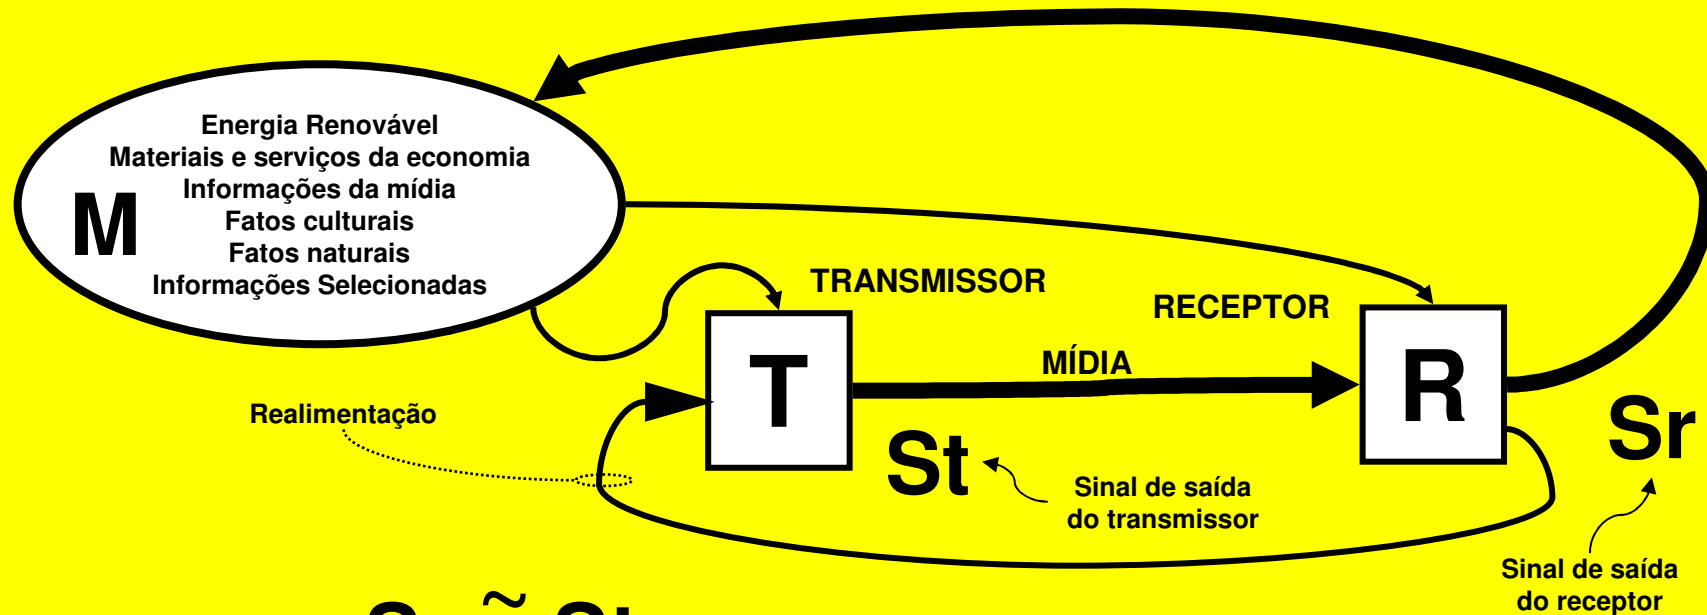 Energia Renovável
Materiais e serviços da economia
Informações da mídia
M
Fatos culturais
Fatos naturais
Informações Selecionadas
TRANSMISSOR
RECEPTOR
MÍDIA
T
R
Realimentação
St
Sr
Sinal de saída
do transmissor
Sinal de saída
do receptor